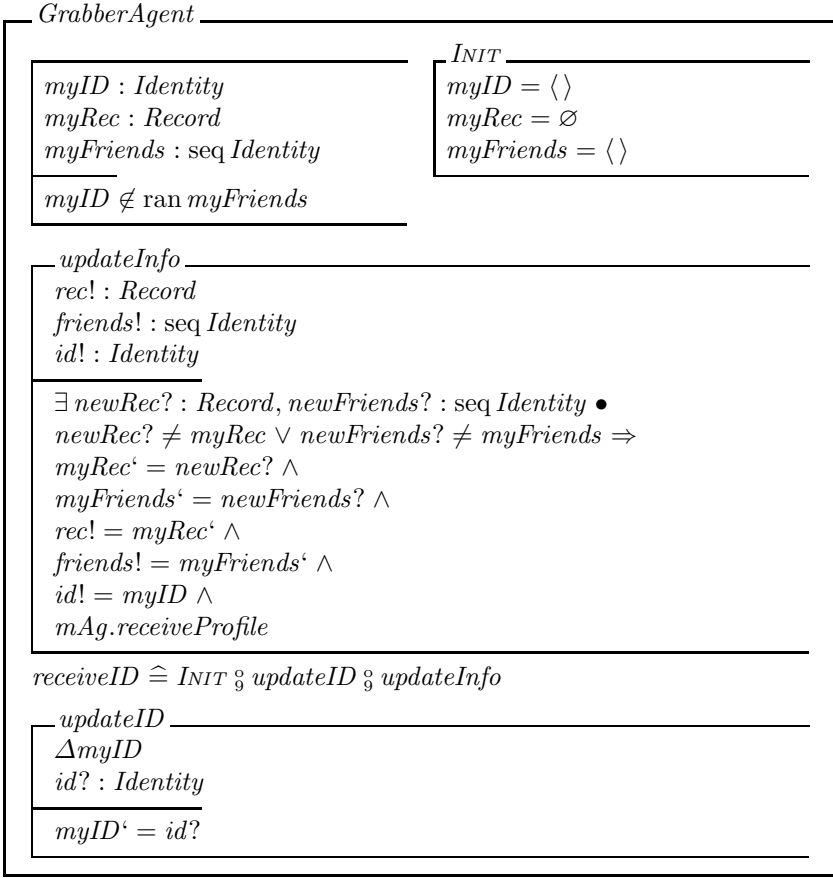 GrabberAgent
myID : Identity
myRec : Record
myFriends : seq Identity
myID ∉ ran myFriends
INIT
myID = ⟨ ⟩
myRec = ∅
myFriends = ⟨ ⟩
updateInfo
rec! : Record
friends! : seq Identity
id! : Identity
∃ newRec? : Record, newFriends? : seq Identity •
newRec? ≠ myRec ∨ newFriends? ≠ myFriends ⇒
myRec‘ = newRec? ∧
myFriends‘ = newFriends? ∧
rec! = myRec‘ ∧
friends! = myFriends‘ ∧
id! = myID ∧
mAg.receiveProfile
receiveID ≙ INIT ⨟ updateID ⨟ updateInfo
updateID
ΔmyID
id? : Identity
myID‘ = id?